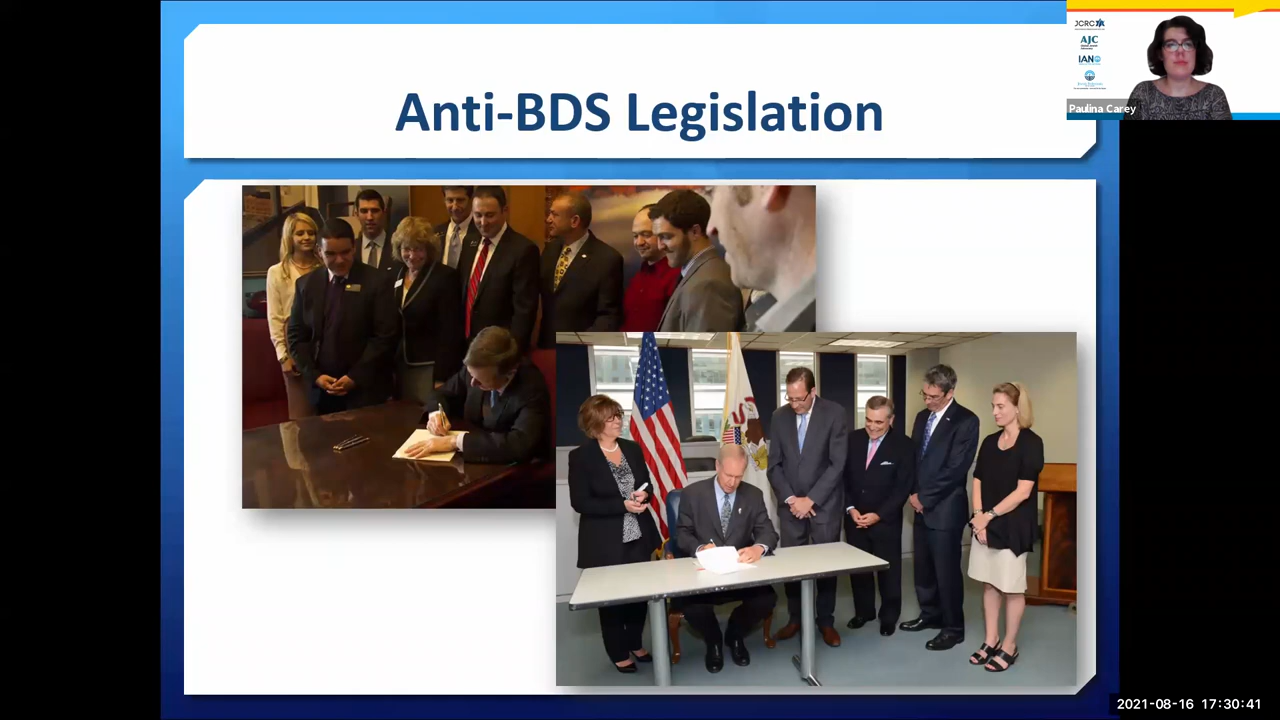 Anti-BDS Legislation
JCRC
AJC
IAN
Paulina Carey
2021-08-16 17:30:41